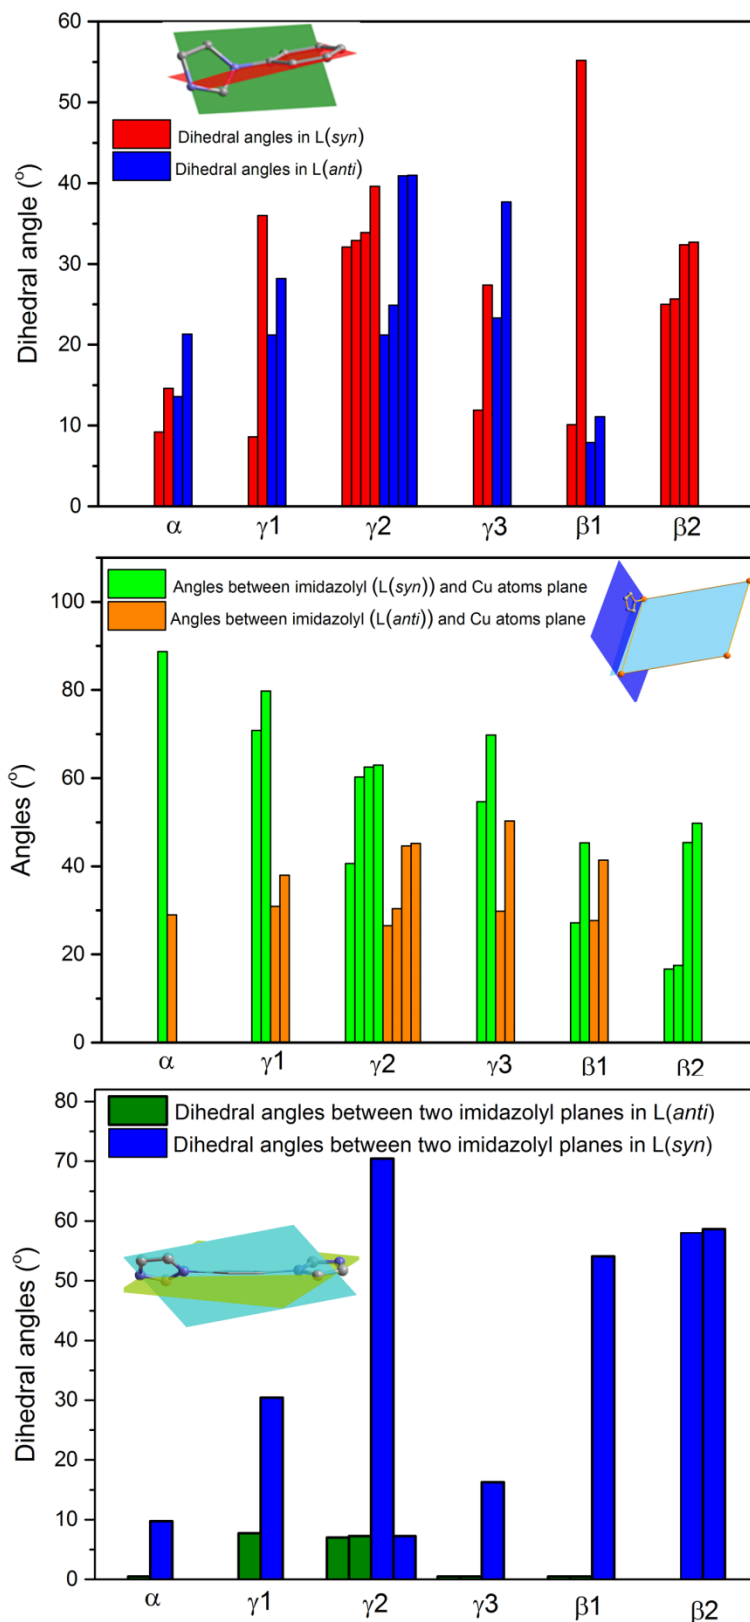 60
50
40
30
20
10
0
Dihedral angle (°)
Dihedral angles in L(syn)
Dihedral angles in L(anti)
α γ1 γ2 γ3 β1 β2
100
80
60
40
20
0
Angles (°)
Angles between imidazolyl (L(syn)) and Cu atoms plane
Angles between imidazolyl (L(anti)) and Cu atoms plane
α γ1 γ2 γ3 β1 β2
80
70
60
50
40
30
20
10
0
Dihedral angles (°)
Dihedral angles between two imidazolyl planes in L(anti)
Dihedral angles between two imidazolyl planes in L(syn)
α γ1 γ2 γ3 β1 β2